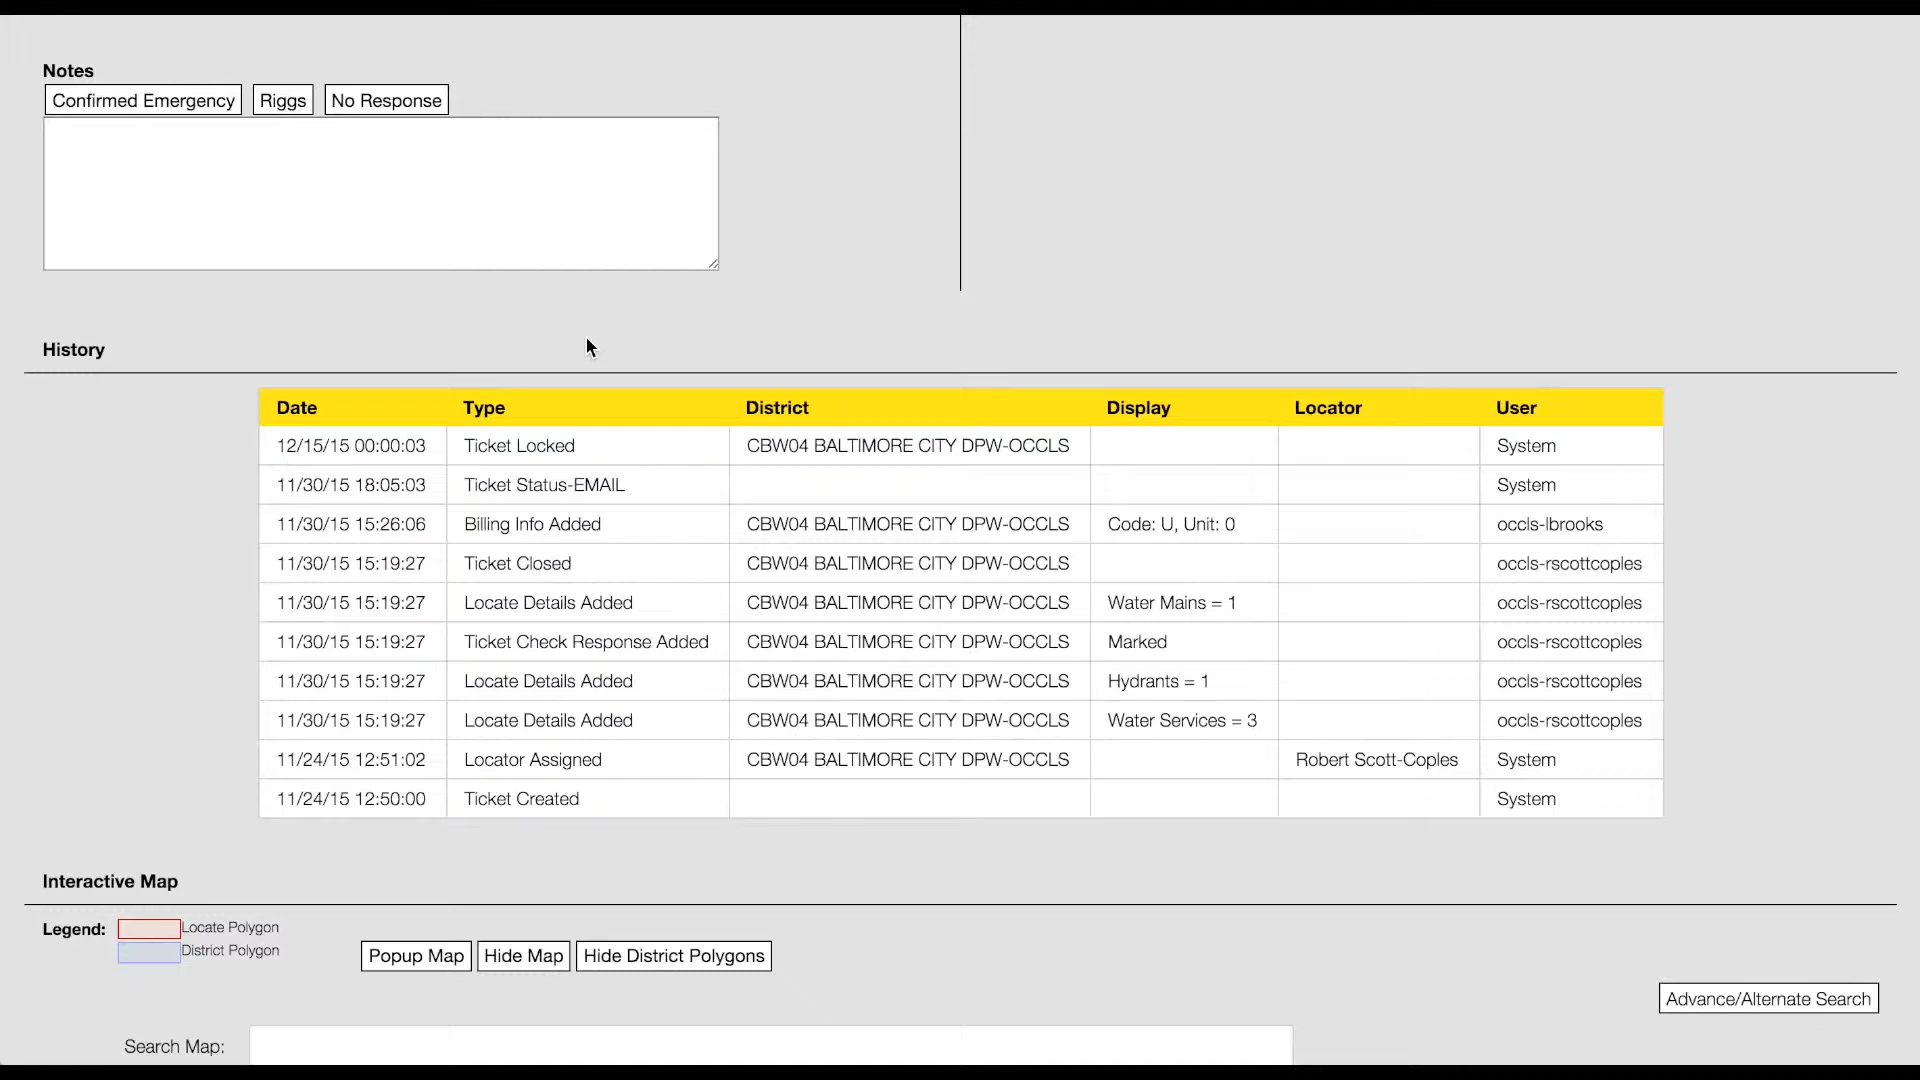 Notes
Confirmed Emergency Riggs No Response
History
Date Type District Display Locator User
12/15/15 00:00:03 Ticket Locked CBW04 BALTIMORE CITY DPW-OCCLS System
11/30/15 18:05:03 Ticket Status-EMAIL System
11/30/15 15:26:06 Billing Info Added CBW04 BALTIMORE CITY DPW-OCCLS Code: U, Unit: 0 occls-lbrooks
11/30/15 15:19:27 Ticket Closed CBW04 BALTIMORE CITY DPW-OCCLS occls-rscottcoples
11/30/15 15:19:27 Locate Details Added CBW04 BALTIMORE CITY DPW-OCCLS Water Mains = 1 occls-rscottcoples
11/30/15 15:19:27 Ticket Check Response Added CBW04 BALTIMORE CITY DPW-OCCLS Marked occls-rscottcoples
11/30/15 15:19:27 Locate Details Added CBW04 BALTIMORE CITY DPW-OCCLS Hydrants = 1 occls-rscottcoples
11/30/15 15:19:27 Locate Details Added CBW04 BALTIMORE CITY DPW-OCCLS Water Services = 3 occls-rscottcoples
11/24/15 12:51:02 Locator Assigned CBW04 BALTIMORE CITY DPW-OCCLS Robert Scott-Coples System
11/24/15 12:50:00 Ticket Created System
Interactive Map
Legend: Locate Polygon
District Polygon
Popup Map Hide Map Hide District Polygons
Advance/Alternate Search
Search Map: